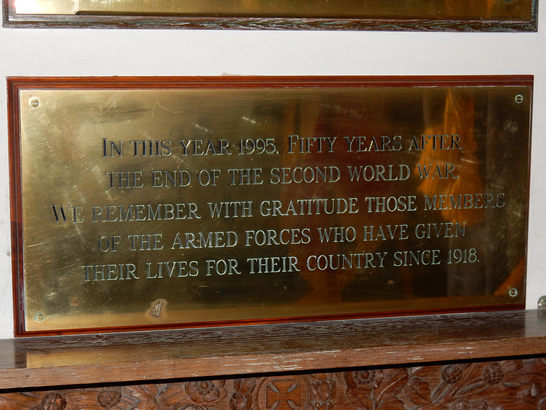 IN THIS YEAR 1995, FIFTY YEARS AFTER
THE END OF THE SECOND WORLD WAR,
WE REMEMBER WITH GRATITUDE THOSE MEMBERS
OF THE ARMED FORCES WHO HAVE GIVEN
THEIR LIVES FOR THEIR COUNTRY SINCE 1918.